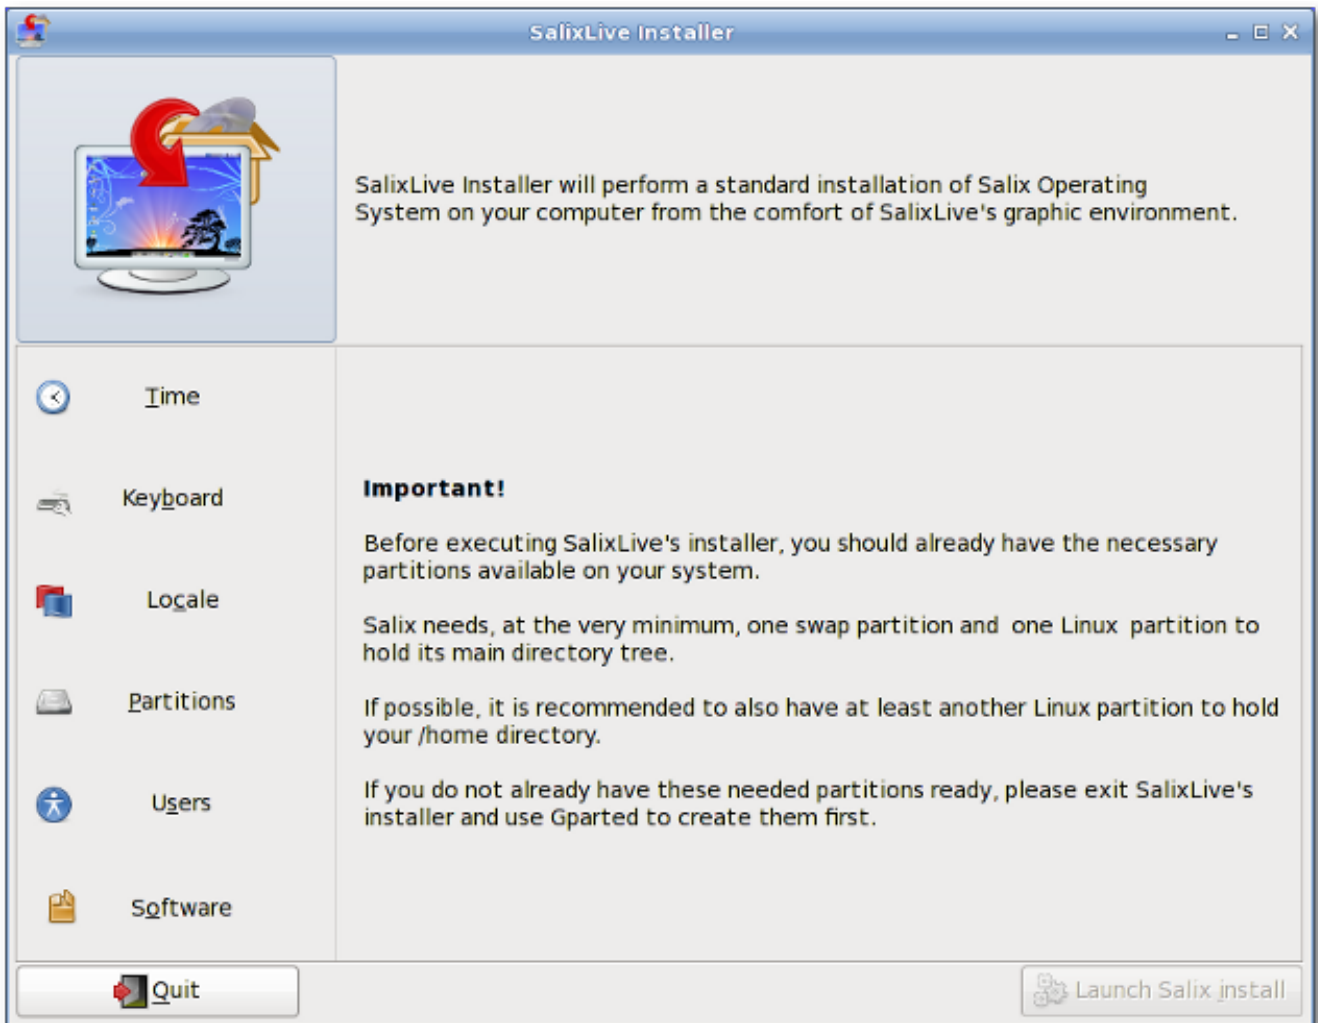 SalixLive Installer
SalixLive Installer will perform a standard installation of Salix Operating
System on your computer from the comfort of SalixLive's graphic environment.
Time
Keyboard
Locale
Partitions
Users
Software
Important!
Before executing SalixLive's installer, you should already have the necessary
partitions available on your system.
Salix needs, at the very minimum, one swap partition and  one Linux  partition to
hold its main directory tree.
If possible, it is recommended to also have at least another Linux partition to hold
your /home directory.
If you do not already have these needed partitions ready, please exit SalixLive's
installer and use Gparted to create them first.
Quit
Launch Salix install